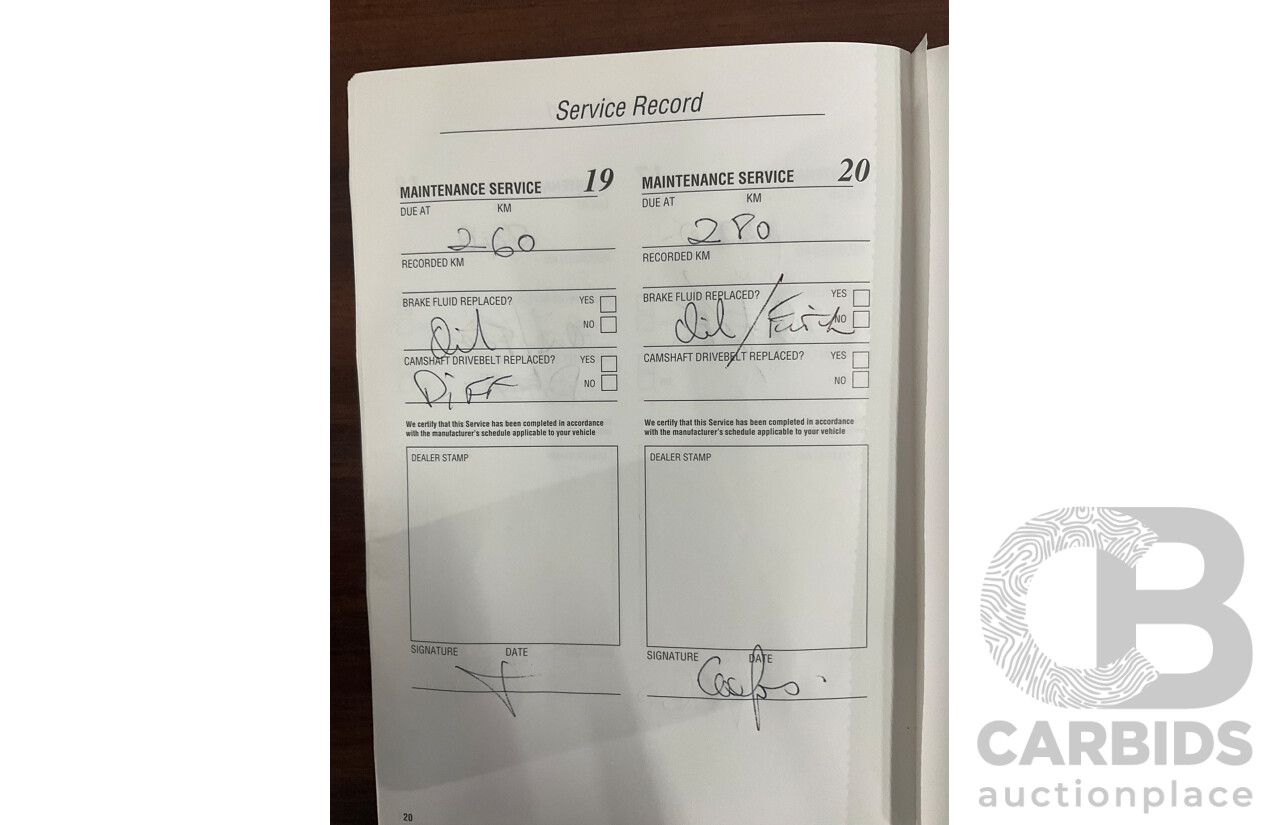 Service Record
MAINTENANCE SERVICE 19
DUE AT KM
260
RECORDED KM
BRAKE FLUID REPLACED? YES
NO
Oil
CAMSHAFT DRIVEBELT REPLACED? YES
NO
DIFF
We certify that this Service has been completed in accordance
with the manufacturer's schedule applicable to your vehicle
DEALER STAMP
SIGNATURE DATE
MAINTENANCE SERVICE 20
DUE AT KM
280
RECORDED KM
BRAKE FLUID REPLACED? YES
NO
Oil /
CAMSHAFT DRIVEBELT REPLACED? YES
NO
We certify that this Service has been completed in accordance
with the manufacturer's schedule applicable to your vehicle
DEALER STAMP
SIGNATURE DATE
20
CB
CARBIDS
auctionplace